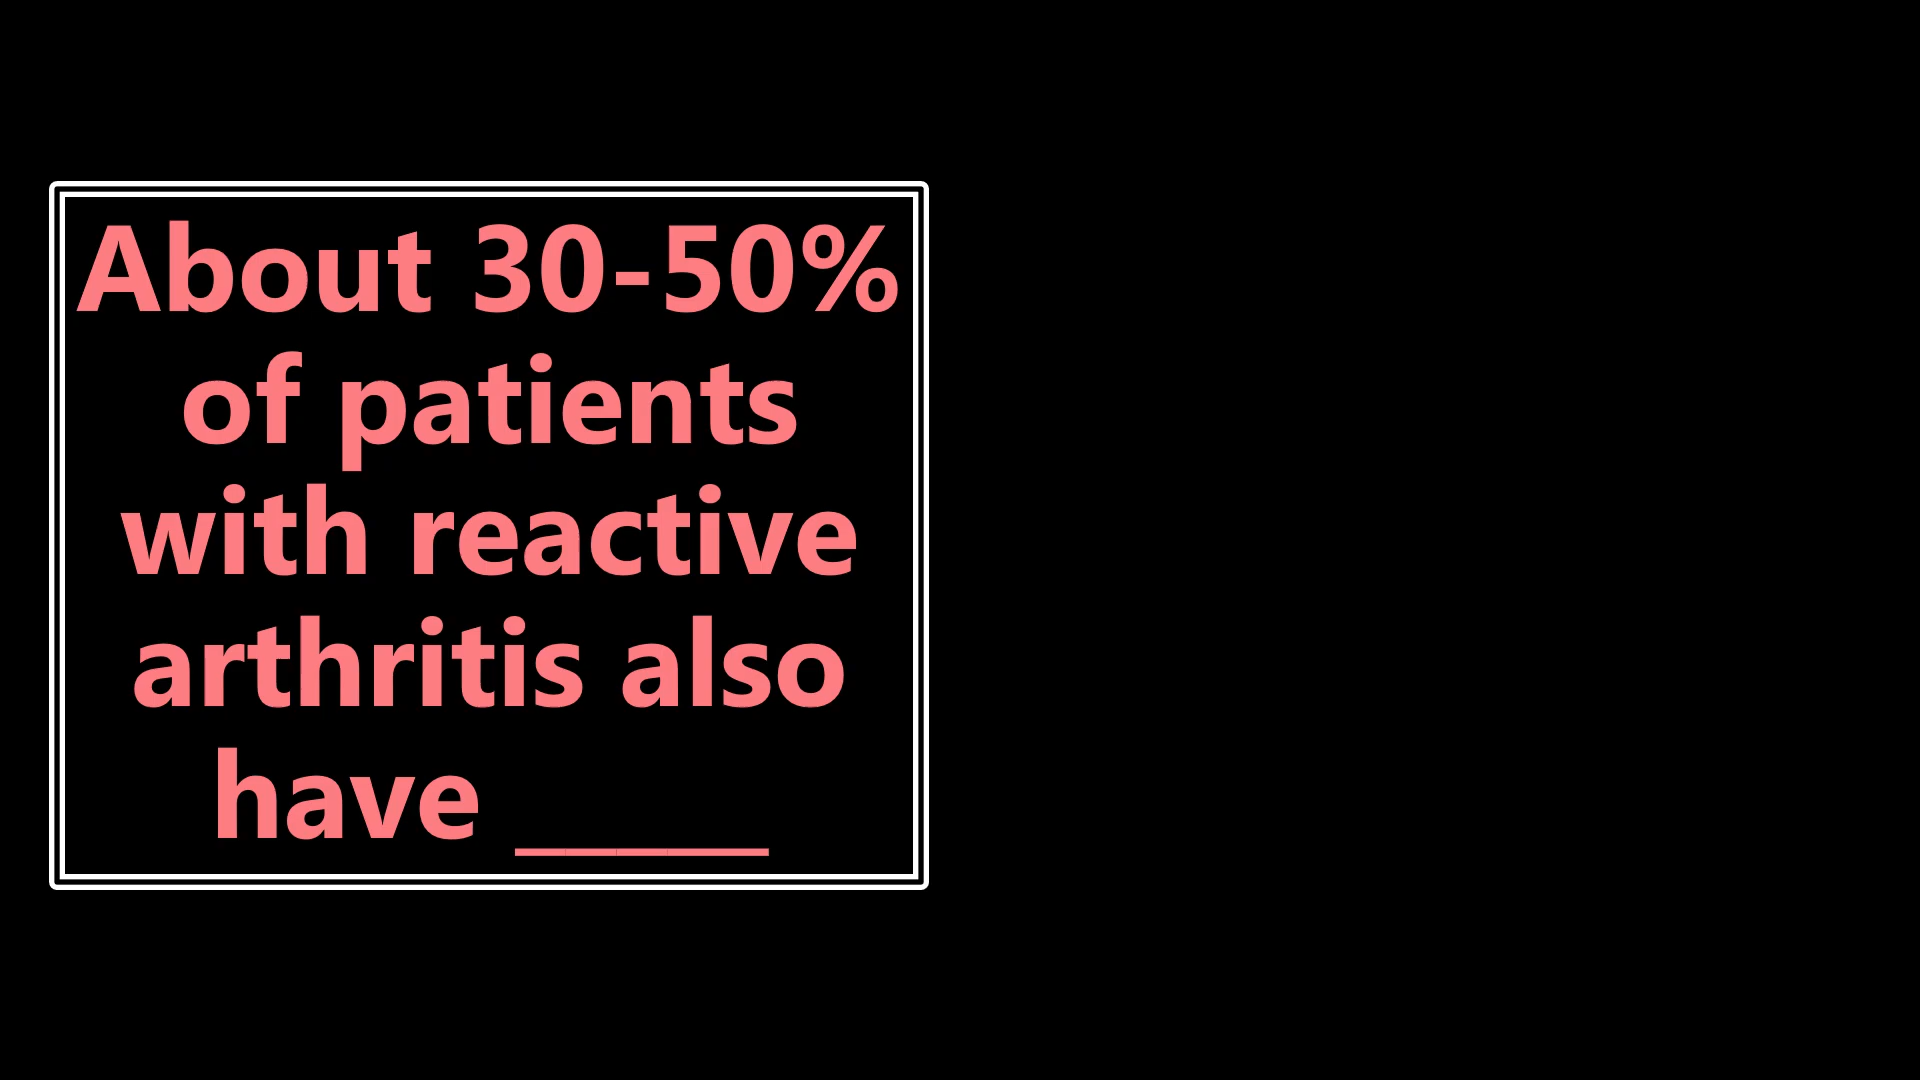 About 30-50%
of patients
with reactive
arthritis also
have _____